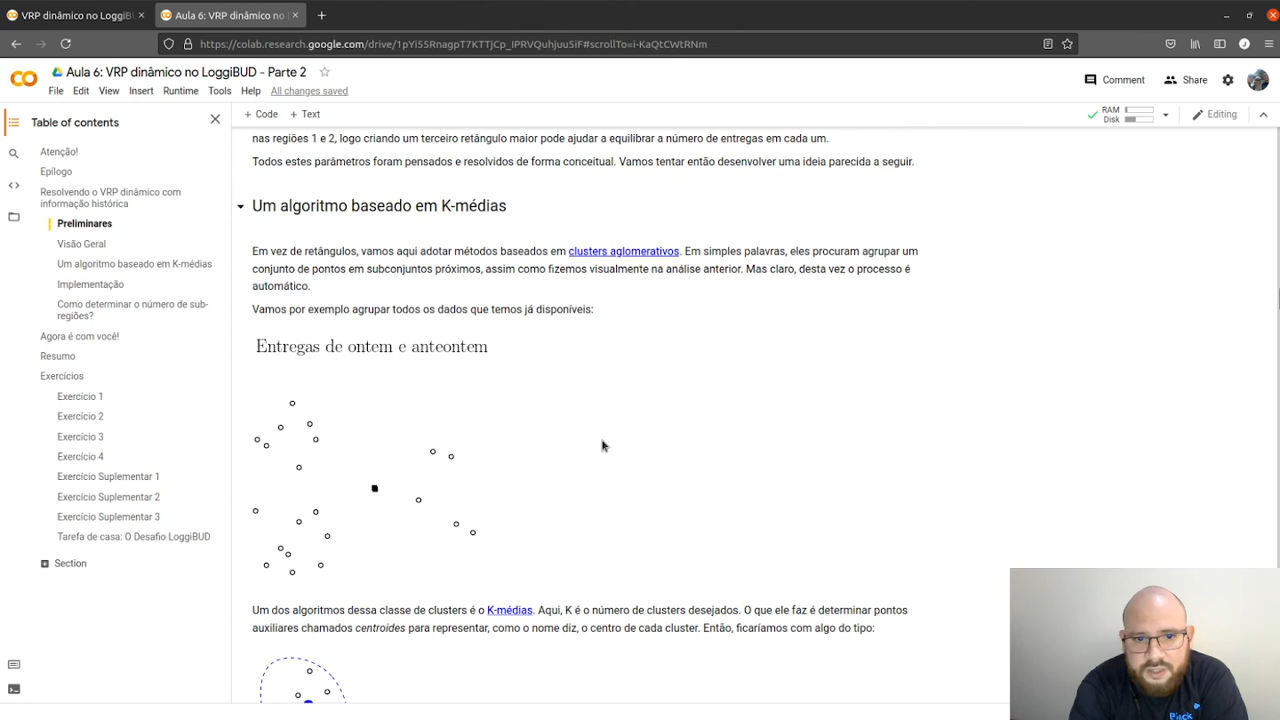 VRP dinâmico no LoggiBU
Aula 6: VRP dinâmico no
https://colab.research.google.com/drive/1pYi55RnagpT7KTTjCp_IPRVQuhjuu5iF#scrollTo=i-KaQtCWtRNm
Aula 6: VRP dinâmico no LoggiBUD - Parte 2
Comment
Share
File Edit View Insert Runtime Tools Help All changes saved
Table of contents
+ Code + Text
RAM
Disk
Editing
Atenção!
Epílogo
Resolvendo o VRP dinâmico com
informação histórica
Preliminares
Visão Geral
Um algoritmo baseado em K-médias
Implementação
Como determinar o número de sub-
regiões?
Agora é com você!
Resumo
Exercícios
Exercício 1
Exercício 2
Exercício 3
Exercício 4
Exercício Suplementar 1
Exercício Suplementar 2
Exercício Suplementar 3
Tarefa de casa: O Desafio LoggiBUD
Section
nas regiões 1 e 2, logo criando um terceiro retângulo maior pode ajudar a equilibrar a número de entregas em cada um.
Todos estes parâmetros foram pensados e resolvidos de forma conceitual. Vamos tentar então desenvolver uma ideia parecida a seguir.
Um algoritmo baseado em K-médias
Em vez de retângulos, vamos aqui adotar métodos baseados em clusters aglomerativos. Em simples palavras, eles procuram agrupar um
conjunto de pontos em subconjuntos próximos, assim como fizemos visualmente na análise anterior. Mas claro, desta vez o processo é
automático.
Vamos por exemplo agrupar todos os dados que temos já disponíveis:
Entregas de ontem e anteontem
Um dos algoritmos dessa classe de clusters é o K-médias. Aqui, K é o número de clusters desejados. O que ele faz é determinar pontos
auxiliares chamados centroides para representar, como o nome diz, o centro de cada cluster. Então, ficaríamos com algo do tipo: